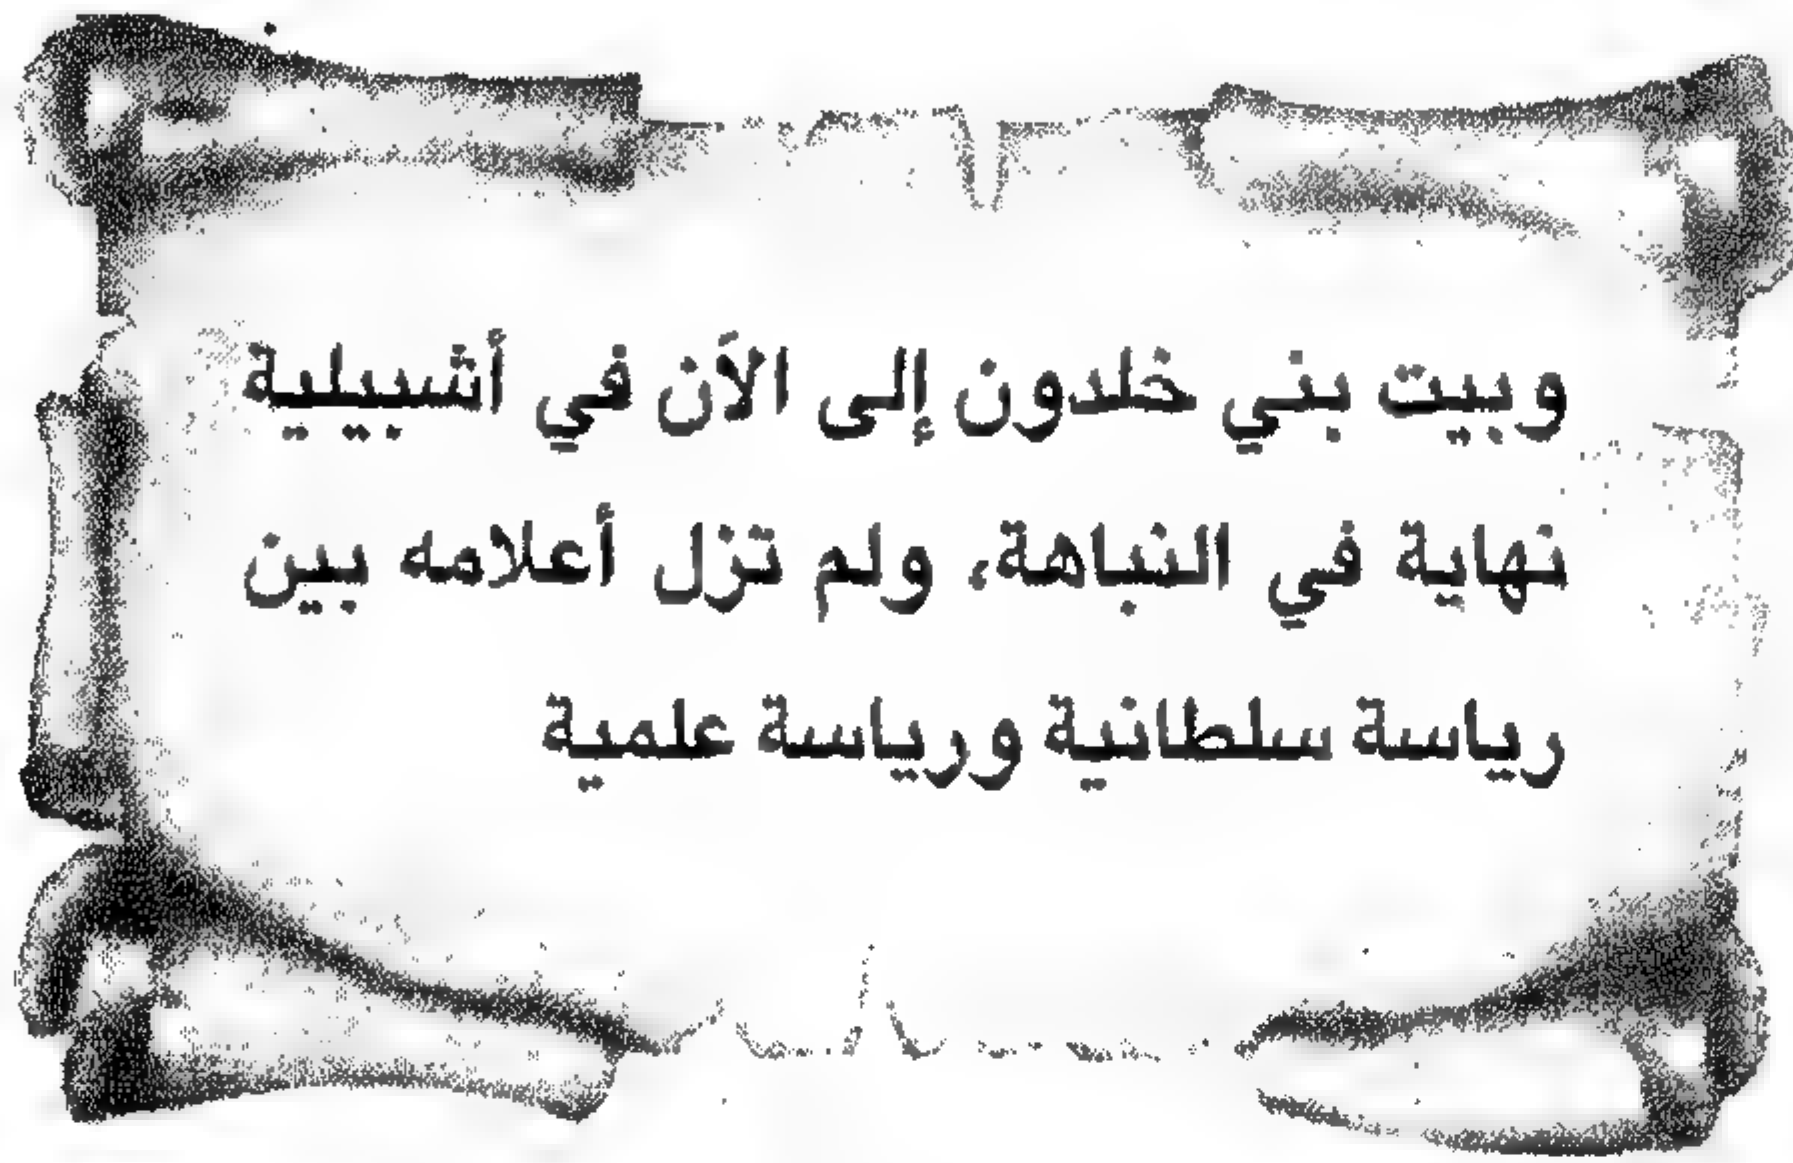 وبيت بني خلدون إلى الآن في أشبيلية
نهاية في النباهة، ولم تزل أعلامه بين
رياسة سلطانية ورياسة علمية